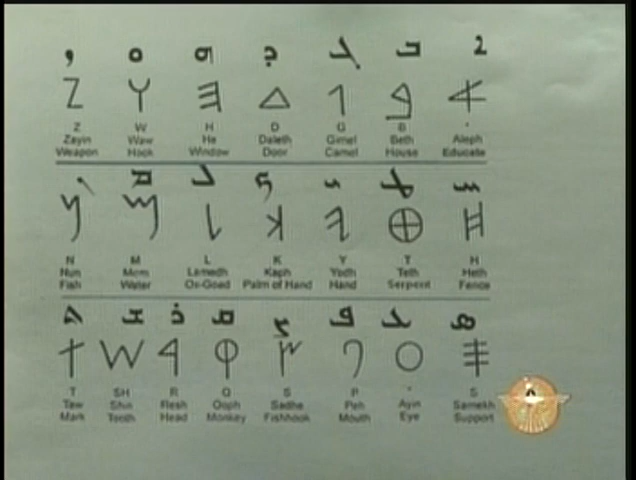 ܐ ܒ ܓ ܕ ܗ ܘ ܙ
𐤀 𐤁 𐤂 𐤃 𐤄 𐤅 𐤆
Z W H D G B '
Zayin Waw He Daleth Gimel Beth Aleph
Weapon Hook Window Door Camel House Educate
ܚ ܛ ܝ ܟ ܠ ܡ ܢ
𐤇 𐤈 𐤉 𐤊 𐤋 𐤌 𐤍
N M L K Y T H
Nun Mem Lamedh Kaph Yodh Teth Heth
Fish Water Ox-Goad Palm of Hand Hand Serpent Fence
ܣ ܥ ܦ ܨ ܩ ܪ ܫ ܬ
𐤎 𐤏 𐤐 𐤑 𐤒 𐤓 𐤔 𐤕
T SH R Q S P ' S
Taw Shin Resh Qoph Sadhe Peh Ayin Samekh
Mark Tooth Head Monkey Fishhook Mouth Eye Support